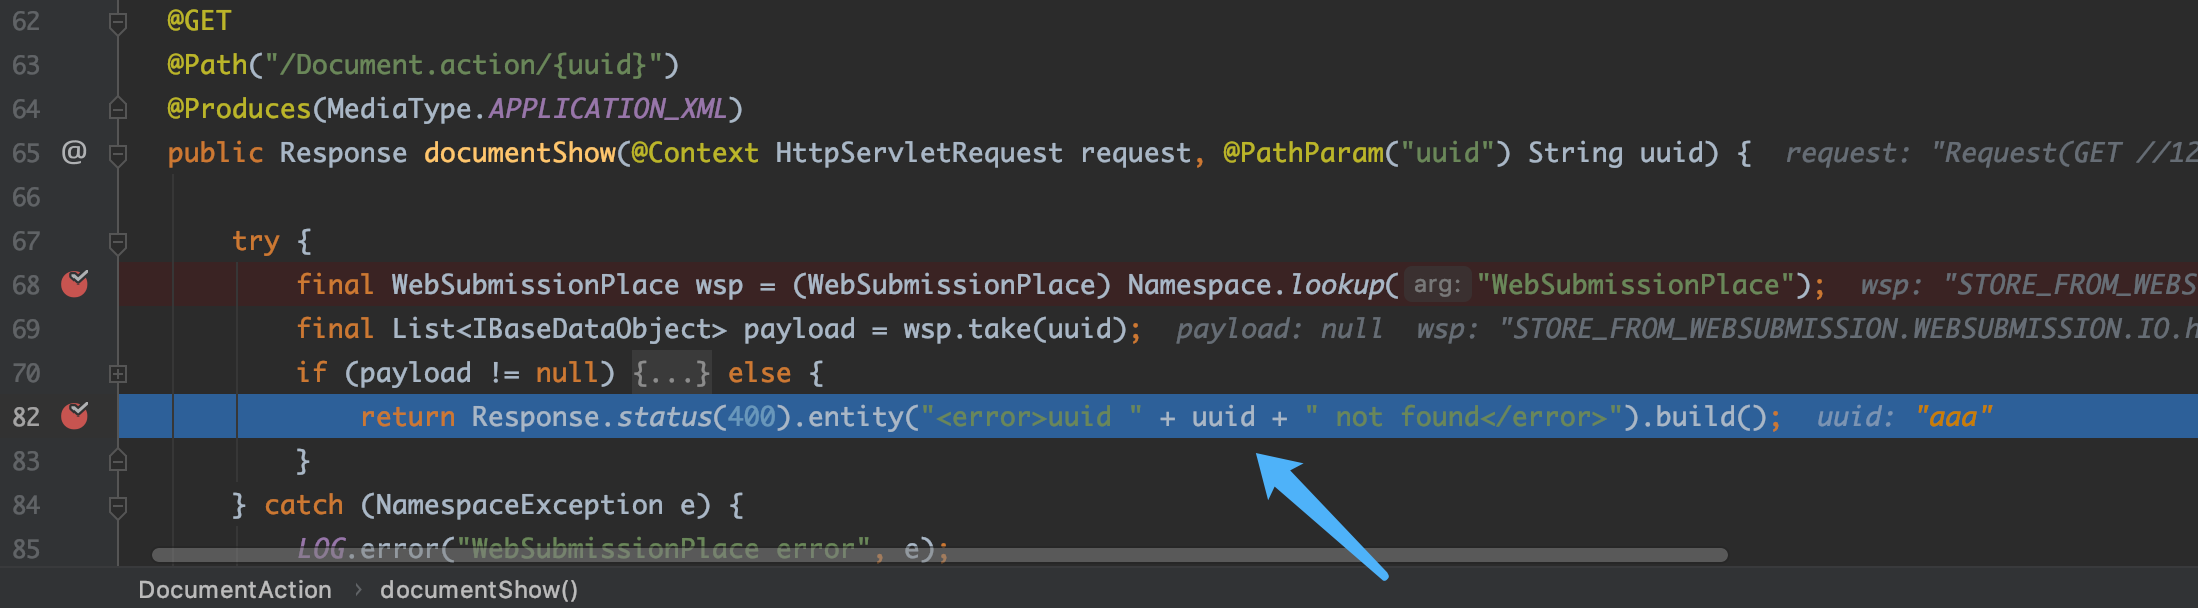 62 @GET
63 @Path("/Document.action/{uuid}")
64 @Produces(MediaType.APPLICATION_XML)
65 @ public Response documentShow(@Context HttpServletRequest request, @PathParam("uuid") String uuid) { request: "Request(GET //12
66
67 try {
68 final WebSubmissionPlace wsp = (WebSubmissionPlace) Namespace.lookup( arg: "WebSubmissionPlace"); wsp: "STORE_FROM_WEBS
69 final List<IBaseDataObject> payload = wsp.take(uuid); payload: null wsp: "STORE_FROM_WEBSUBMISSION.WEBSUBMISSION.IO.h
70 if (payload != null) {...} else {
82 return Response.status(400).entity("<error>uuid " + uuid + " not found</error>").build(); uuid: "aaa"
83 }
84 } catch (NamespaceException e) {
85 LOG.error("WebSubmissionPlace error", e);
DocumentAction › documentShow()